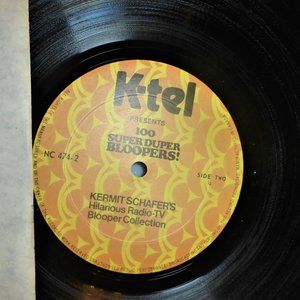 K-tel
PRESENTS
100
SUPER DUPER
BLOOPERS!
NC 474-2
SIDE TWO
KERMIT SCHAFER'S
Hilarious Radio-TV
Blooper Collection